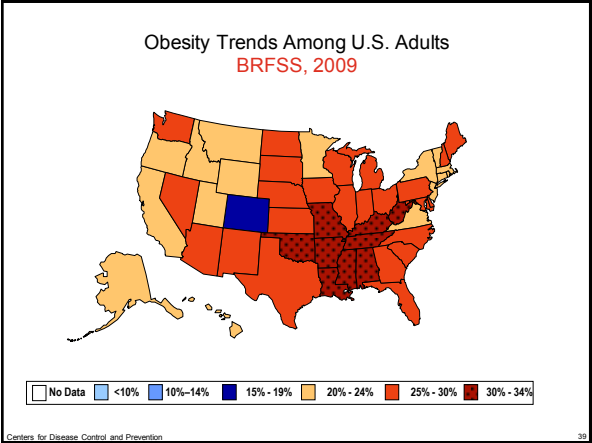 Obesity Trends Among U.S. Adults
BRFSS, 2009
No Data <10% 10%–14% 15% - 19% 20% - 24% 25% - 30% 30% - 34%
Centers for Disease Control and Prevention 39